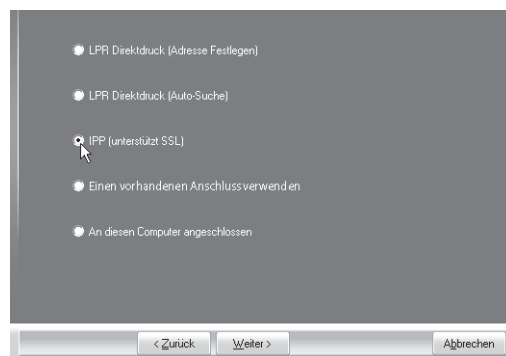 LPR Direktdruck (Adresse Festlegen)
LPR Direktdruck (Auto-Suche)
IPP (unterstützt SSL)
Einen vorhandenen Anschluss verwenden
An diesen Computer angeschlossen
< Zurück Weiter > Abbrechen